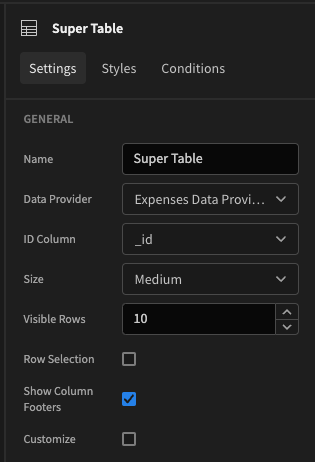 Super Table
Settings Styles Conditions
GENERAL
Name Super Table
Data Provider Expenses Data Provi...
ID Column _id
Size Medium
Visible Rows 10
Row Selection
Show Column
Footers
Customize